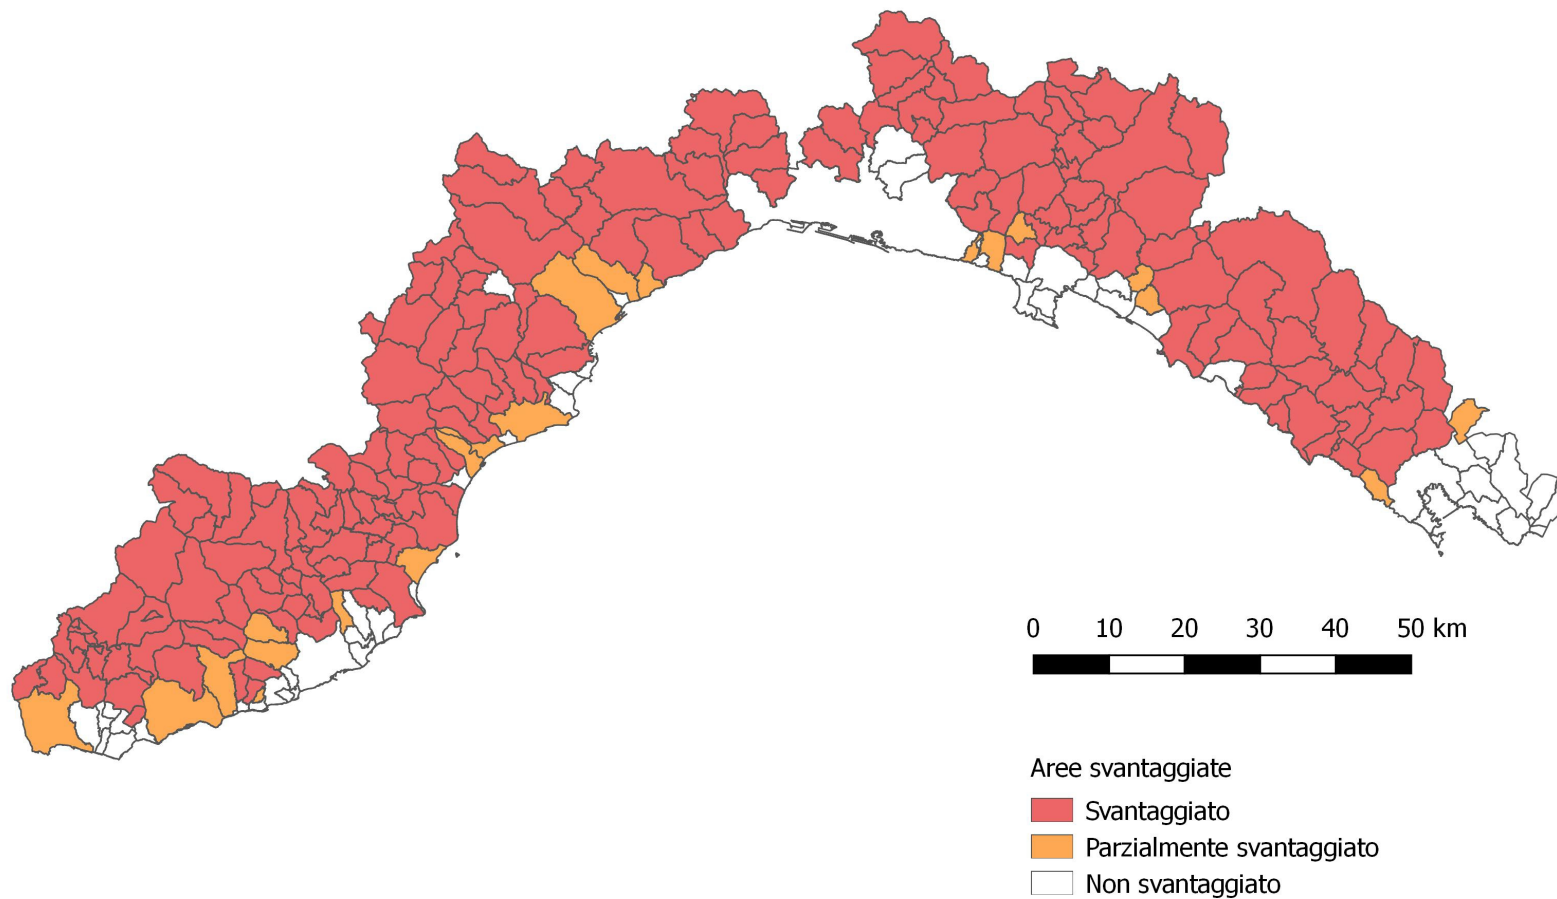 0 10 20 30 40 50 km
Aree svantaggiate
Svantaggiato
Parzialmente svantaggiato
Non svantaggiato